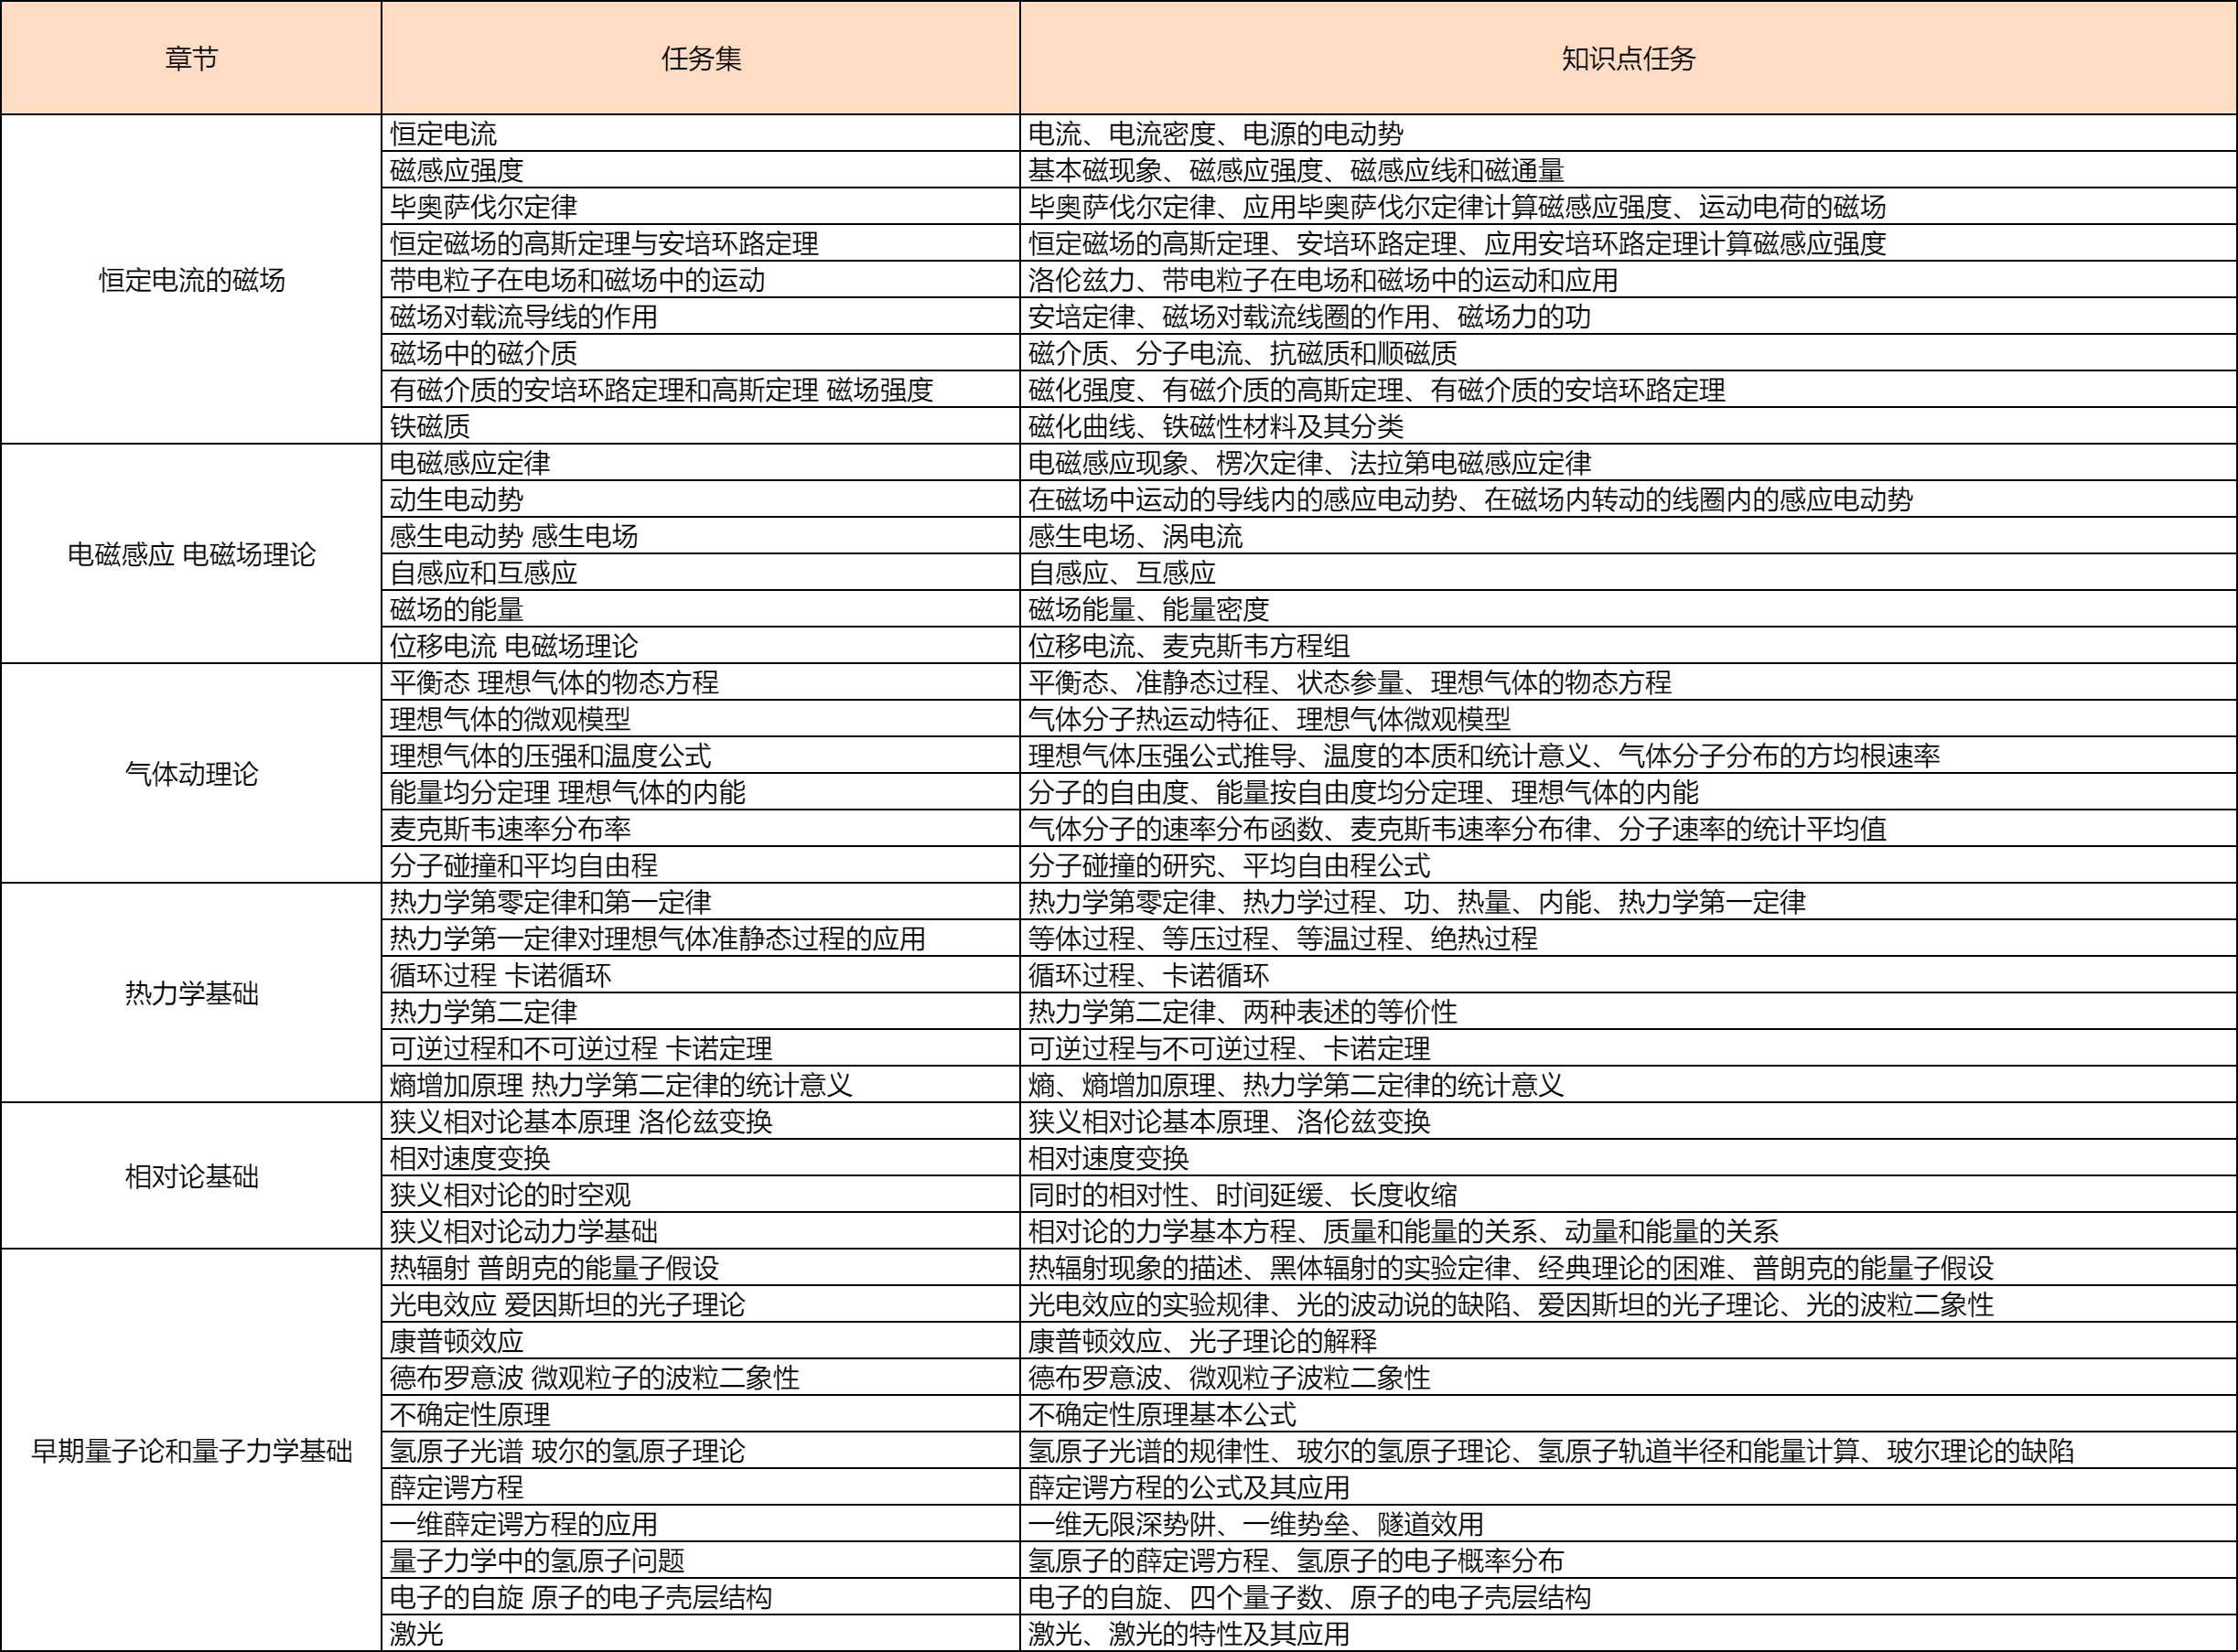 章节 任务集 知识点任务
恒定电流 电流、电流密度、电源的电动势
磁感应强度 基本磁现象、磁感应强度、磁感应线和磁通量
毕奥萨伐尔定律 毕奥萨伐尔定律、应用毕奥萨伐尔定律计算磁感应强度、运动电荷的磁场
恒定磁场的高斯定理与安培环路定理 恒定磁场的高斯定理、安培环路定理、应用安培环路定理计算磁感应强度
恒定电流的磁场 带电粒子在电场和磁场中的运动 洛伦兹力、带电粒子在电场和磁场中的运动和应用
磁场对载流导线的作用 安培定律、磁场对载流线圈的作用、磁场力的功
磁场中的磁介质 磁介质、分子电流、抗磁质和顺磁质
有磁介质的安培环路定理和高斯定理 磁场强度 磁化强度、有磁介质的高斯定理、有磁介质的安培环路定理
铁磁质 磁化曲线、铁磁性材料及其分类
电磁感应定律 电磁感应现象、楞次定律、法拉第电磁感应定律
动生电动势 在磁场中运动的导线内的感应电动势、在磁场内转动的线圈内的感应电动势
电磁感应 电磁场理论 感生电动势 感生电场 感生电场、涡电流
自感应和互感应 自感应、互感应
磁场的能量 磁场能量、能量密度
位移电流 电磁场理论 位移电流、麦克斯韦方程组
平衡态 理想气体的物态方程 平衡态、准静态过程、状态参量、理想气体的物态方程
理想气体的微观模型 气体分子热运动特征、理想气体微观模型
气体动理论 理想气体的压强和温度公式 理想气体压强公式推导、温度的本质和统计意义、气体分子分布的方均根速率
能量均分定理 理想气体的内能 分子的自由度、能量按自由度均分定理、理想气体的内能
麦克斯韦速率分布率 气体分子的速率分布函数、麦克斯韦速率分布律、分子速率的统计平均值
分子碰撞和平均自由程 分子碰撞的研究、平均自由程公式
热力学第零定律和第一定律 热力学第零定律、热力学过程、功、热量、内能、热力学第一定律
热力学第一定律对理想气体准静态过程的应用 等体过程、等压过程、等温过程、绝热过程
热力学基础 循环过程 卡诺循环 循环过程、卡诺循环
热力学第二定律 热力学第二定律、两种表述的等价性
可逆过程和不可逆过程 卡诺定理 可逆过程与不可逆过程、卡诺定理
熵增加原理 热力学第二定律的统计意义 熵、熵增加原理、热力学第二定律的统计意义
狭义相对论基本原理 洛伦兹变换 狭义相对论基本原理、洛伦兹变换
相对论基础 相对速度变换 相对速度变换
狭义相对论的时空观 同时的相对性、时间延缓、长度收缩
狭义相对论动力学基础 相对论的力学基本方程、质量和能量的关系、动量和能量的关系
热辐射 普朗克的能量子假设 热辐射现象的描述、黑体辐射的实验定律、经典理论的困难、普朗克的能量子假设
光电效应 爱因斯坦的光子理论 光电效应的实验规律、光的波动说的缺陷、爱因斯坦的光子理论、光的波粒二象性
康普顿效应 康普顿效应、光子理论的解释
德布罗意波 微观粒子的波粒二象性 德布罗意波、微观粒子波粒二象性
不确定性原理 不确定性原理基本公式
早期量子论和量子力学基础 氢原子光谱 玻尔的氢原子理论 氢原子光谱的规律性、玻尔的氢原子理论、氢原子轨道半径和能量计算、玻尔理论的缺陷
薛定谔方程 薛定谔方程的公式及其应用
一维薛定谔方程的应用 一维无限深势阱、一维势垒、隧道效用
量子力学中的氢原子问题 氢原子的薛定谔方程、氢原子的电子概率分布
电子的自旋 原子的电子壳层结构 电子的自旋、四个量子数、原子的电子壳层结构
激光 激光、激光的特性及其应用